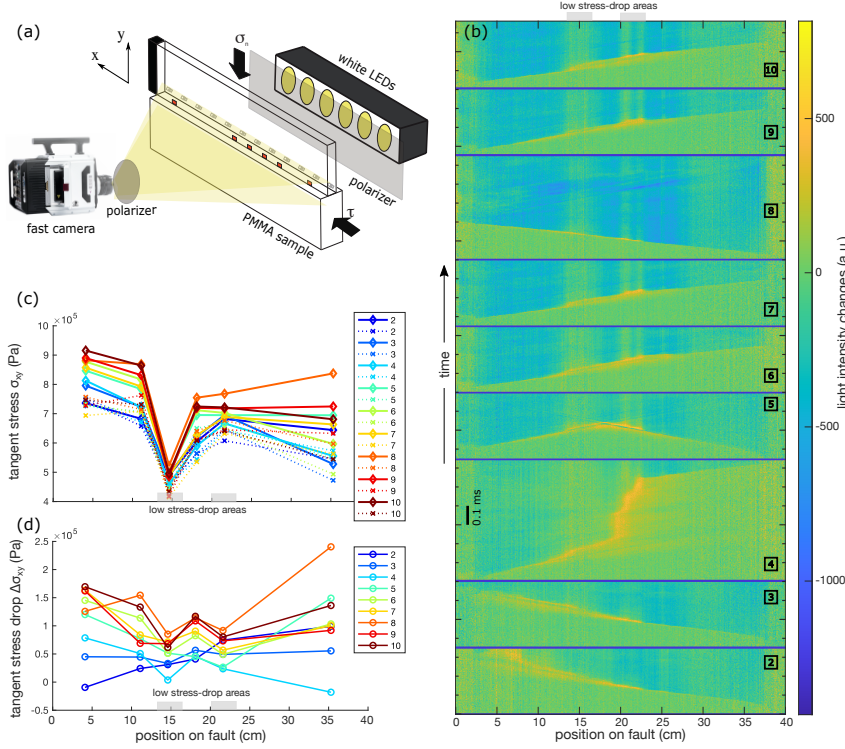 (a)
y
x
σn
white LEDs
polarizer
τ
PMMA sample
polarizer
fast camera
low stress-drop areas
(b)
10
9
8
7
6
5
4
3
2
time
0.1 ms
0 5 10 15 20 25 30 35 40
position on fault (cm)
500
0
-500
-1000
light intensity changes (a.u.)
(c)
×10⁵
10
9
8
7
6
5
4
tangent stress σxy (Pa)
low stress-drop areas
2
2
3
3
4
4
5
5
6
6
7
7
8
8
9
9
10
10
(d)
×10⁵
2.5
2
1.5
1
0.5
0
-0.5
tangent stress drop Δσxy (Pa)
low stress-drop areas
2
3
4
5
6
7
8
9
10
0 5 10 15 20 25 30 35 40
position on fault (cm)